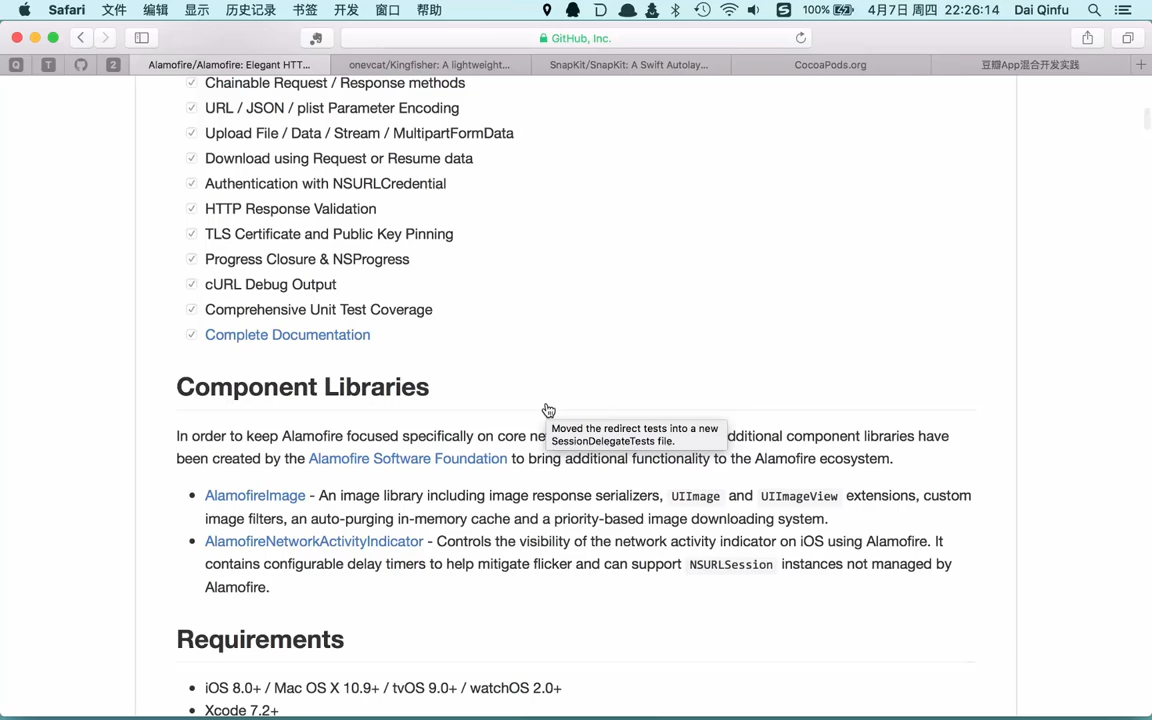 Safari 文件 编辑 显示 历史记录 书签 开发 窗口 帮助 100% 4月7日 周四 22:26:14 Dai Qinfu
GitHub, Inc.
Q T 2 Alamofire/Alamofire: Elegant HTT... onevcat/Kingfisher: A lightweight... SnapKit/SnapKit: A Swift Autolay... CocoaPods.org 豆瓣App混合开发实践
Chainable Request / Response methods
URL / JSON / plist Parameter Encoding
Upload File / Data / Stream / MultipartFormData
Download using Request or Resume data
Authentication with NSURLCredential
HTTP Response Validation
TLS Certificate and Public Key Pinning
Progress Closure & NSProgress
cURL Debug Output
Comprehensive Unit Test Coverage
Complete Documentation
Component Libraries
Moved the redirect tests into a new
SessionDelegateTests file.
In order to keep Alamofire focused specifically on core ne dditional component libraries have
been created by the Alamofire Software Foundation to bring additional functionality to the Alamofire ecosystem.
• AlamofireImage - An image library including image response serializers, UIImage and UIImageView extensions, custom
image filters, an auto-purging in-memory cache and a priority-based image downloading system.
• AlamofireNetworkActivityIndicator - Controls the visibility of the network activity indicator on iOS using Alamofire. It
contains configurable delay timers to help mitigate flicker and can support NSURLSession instances not managed by
Alamofire.
Requirements
• iOS 8.0+ / Mac OS X 10.9+ / tvOS 9.0+ / watchOS 2.0+
• Xcode 7.2+